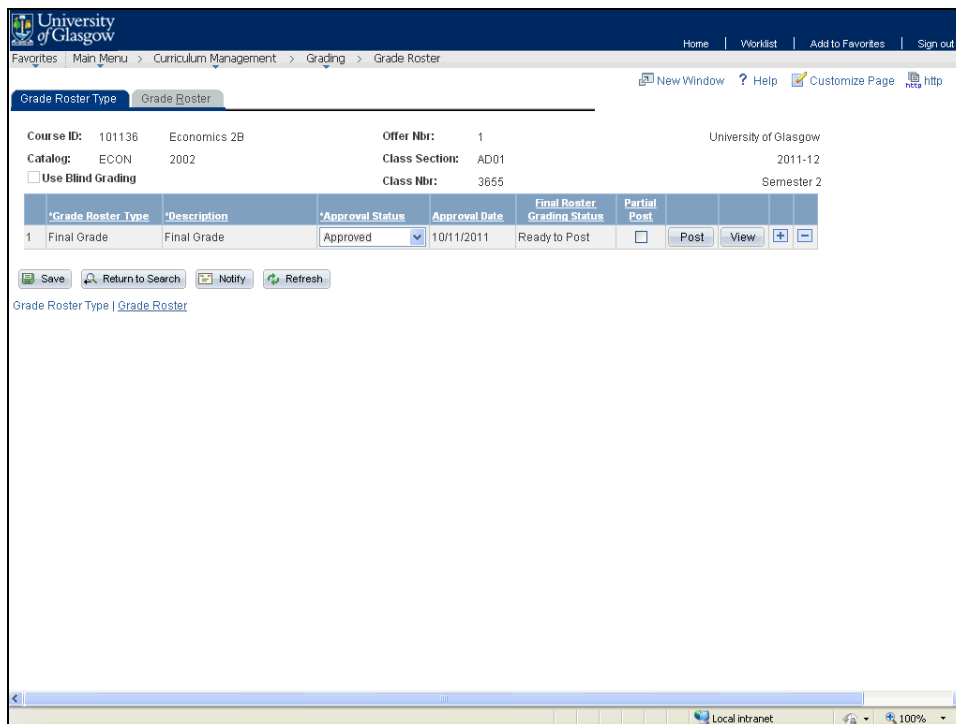 University
of Glasgow
Home | Worklist | Add to Favorites | Sign out
Favorites Main Menu > Curriculum Management > Grading > Grade Roster
New Window ? Help Customize Page http
Grade Roster Type Grade Roster
Course ID: 101136 Economics 2B Offer Nbr: 1 University of Glasgow
Catalog: ECON 2002 Class Section: AD01 2011-12
Use Blind Grading Class Nbr: 3655 Semester 2
*Grade Roster Type *Description *Approval Status Approval Date Final Roster Grading Status Partial Post
1 Final Grade Final Grade Approved 10/11/2011 Ready to Post Post View + -
Save Return to Search Notify Refresh
Grade Roster Type | Grade Roster
Local intranet 100%